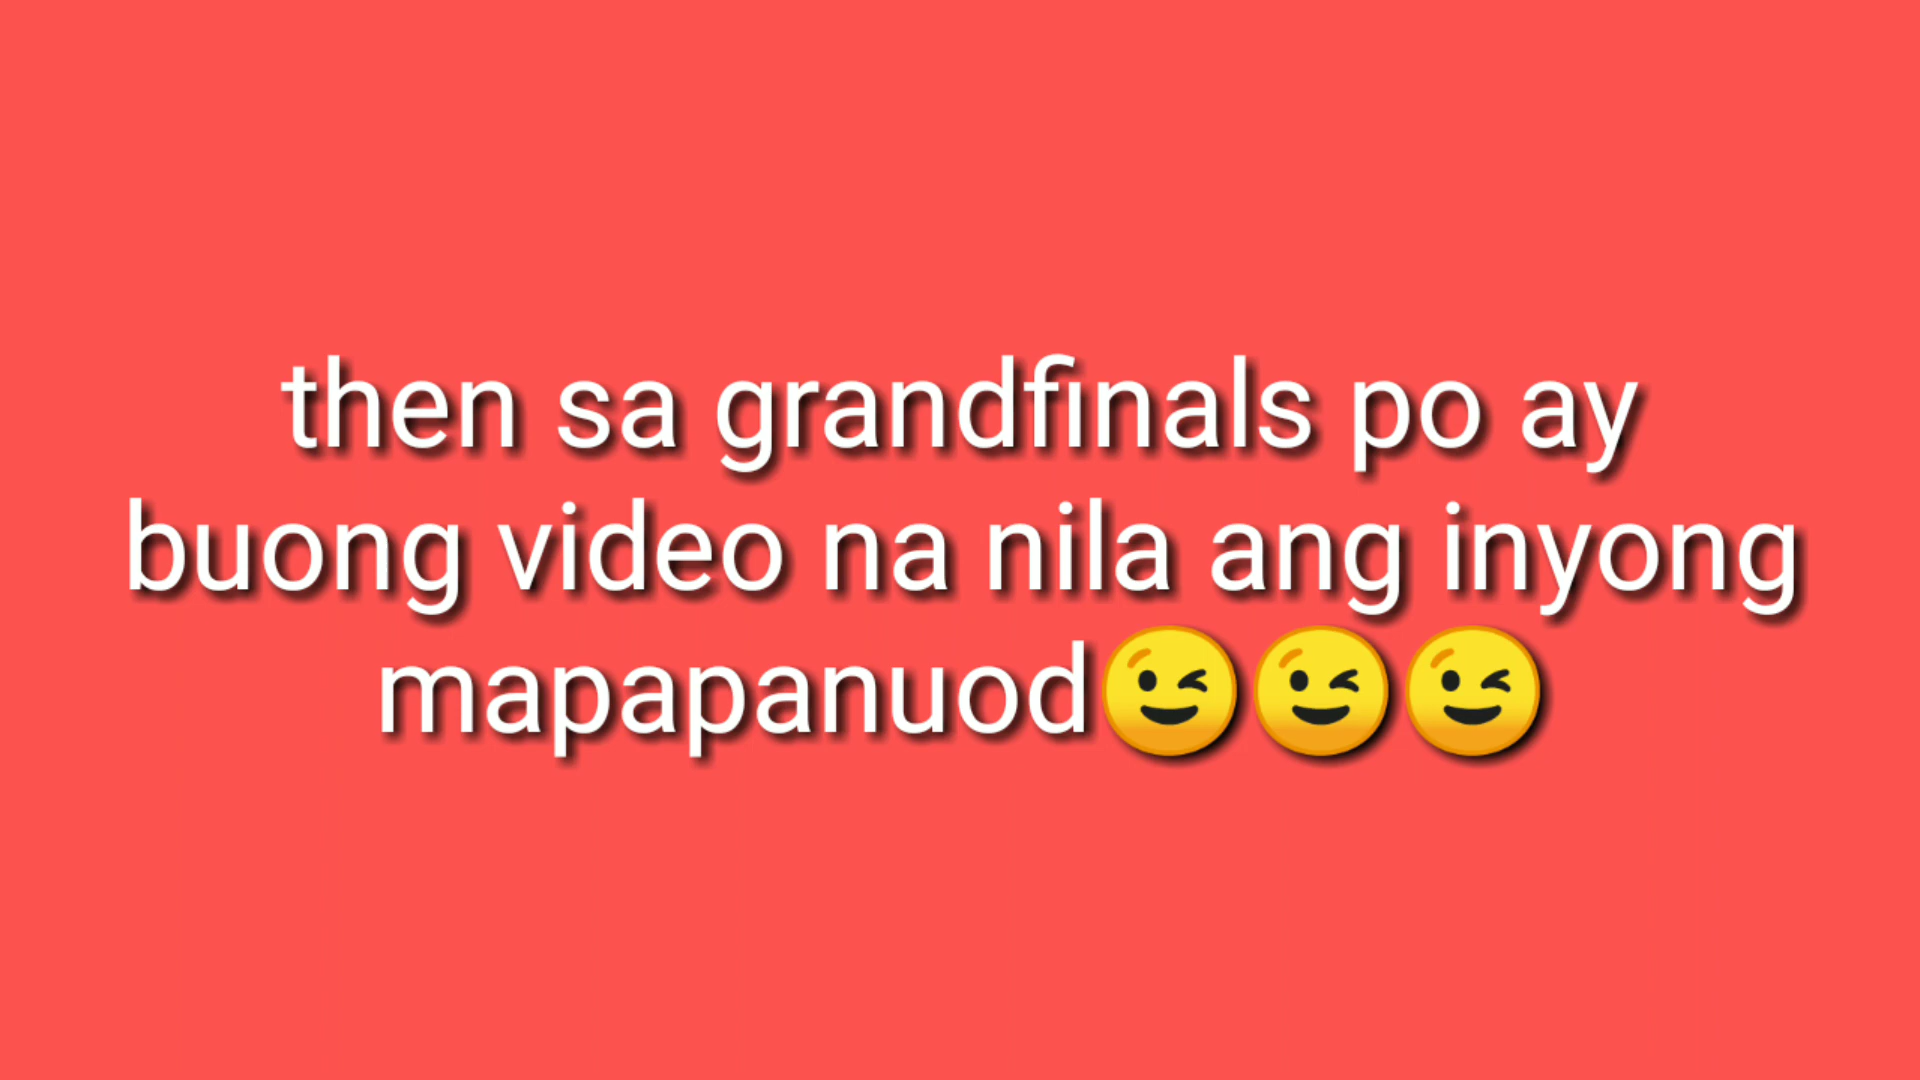 then sa grandfinals po ay
buong video na nila ang inyong
mapapanuod😉😉😉